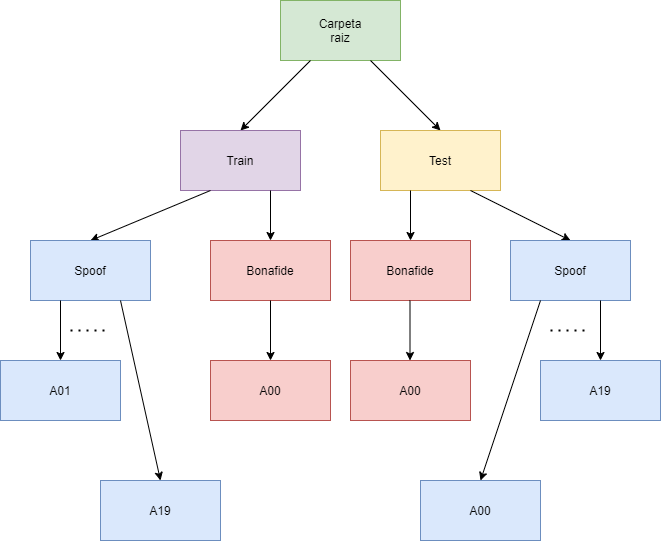 Carpeta
raiz
Train
Test
Spoof
Bonafide
Bonafide
Spoof
.....
.....
A01
A00
A00
A19
A19
A00